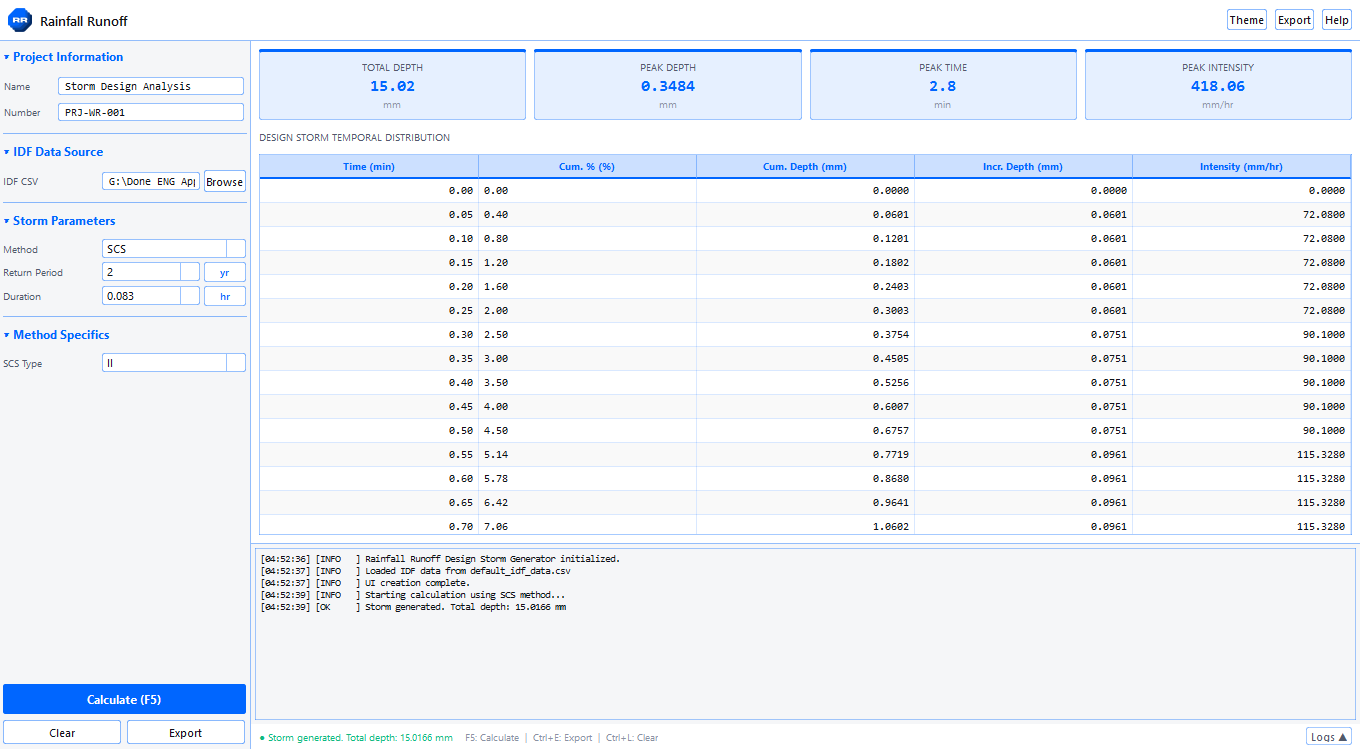 RR Rainfall Runoff Theme Export Help
▾ Project Information
Name Storm Design Analysis
Number PRJ-WR-001
▾ IDF Data Source
IDF CSV G:\Done ENG Ap Browse
▾ Storm Parameters
Method SCS
Return Period 2 yr
Duration 0.083 hr
▾ Method Specifics
SCS Type II
Calculate (F5)
Clear Export
TOTAL DEPTH
15.02
mm
PEAK DEPTH
0.3484
mm
PEAK TIME
2.8
min
PEAK INTENSITY
418.06
mm/hr
DESIGN STORM TEMPORAL DISTRIBUTION
Time (min) Cum. % (%) Cum. Depth (mm) Incr. Depth (mm) Intensity (mm/hr)
0.00 0.00 0.0000 0.0000 0.0000
0.05 0.40 0.0601 0.0601 72.0800
0.10 0.80 0.1201 0.0601 72.0800
0.15 1.20 0.1802 0.0601 72.0800
0.20 1.60 0.2403 0.0601 72.0800
0.25 2.00 0.3003 0.0601 72.0800
0.30 2.50 0.3754 0.0751 90.1000
0.35 3.00 0.4505 0.0751 90.1000
0.40 3.50 0.5256 0.0751 90.1000
0.45 4.00 0.6007 0.0751 90.1000
0.50 4.50 0.6757 0.0751 90.1000
0.55 5.14 0.7719 0.0961 115.3280
0.60 5.78 0.8680 0.0961 115.3280
0.65 6.42 0.9641 0.0961 115.3280
0.70 7.06 1.0602 0.0961 115.3280
[04:52:36] [INFO ] Rainfall Runoff Design Storm Generator initialized.
[04:52:37] [INFO ] Loaded IDF data from default_idf_data.csv
[04:52:37] [INFO ] UI creation complete.
[04:52:39] [INFO ] Starting calculation using SCS method...
[04:52:39] [OK ] Storm generated. Total depth: 15.0166 mm
● Storm generated. Total depth: 15.0166 mm F5: Calculate | Ctrl+E: Export | Ctrl+L: Clear Logs ▲